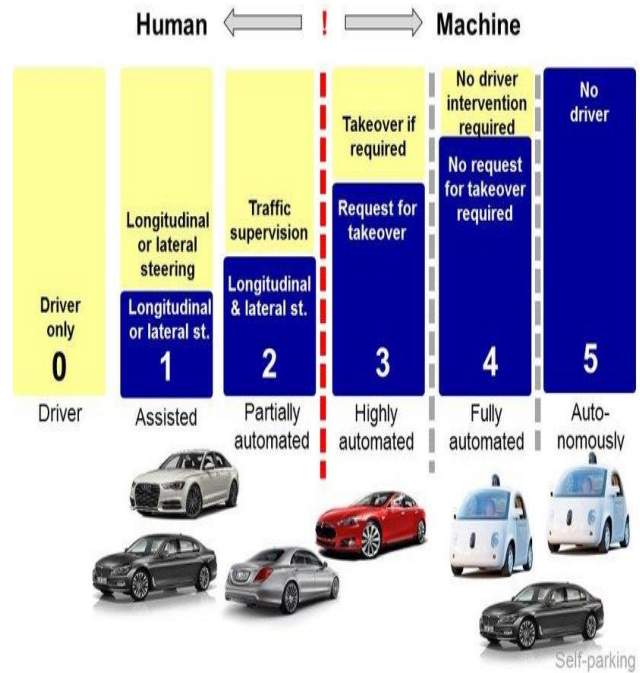 Human ! Machine
Driver
only
0
Driver
Longitudinal
or lateral
steering
Longitudinal
or lateral st.
1
Assisted
Traffic
supervision
Longitudinal
& lateral st.
2
Partially
automated
Takeover if
required
Request for
takeover
3
Highly
automated
No driver
intervention
required
No request
for takeover
required
4
Fully
automated
No
driver
5
Auto-
nomously
Self-parking